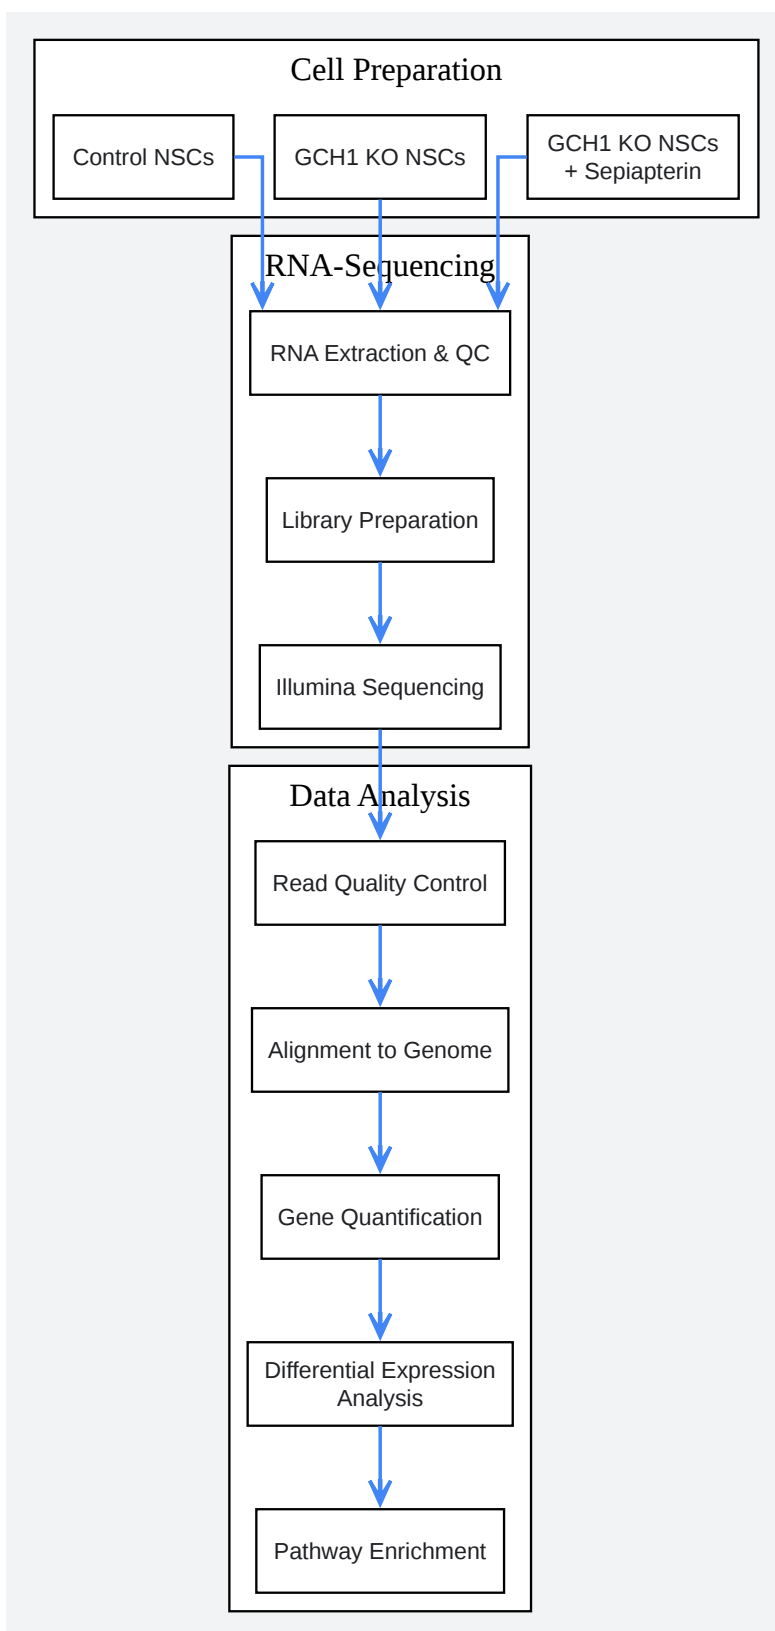 Cell Preparation
Control NSCs
GCH1 KO NSCs
GCH1 KO NSCs
+ Sepiapterin
RNA-Sequencing
RNA Extraction & QC
Library Preparation
Illumina Sequencing
Data Analysis
Read Quality Control
Alignment to Genome
Gene Quantification
Differential Expression
Analysis
Pathway Enrichment